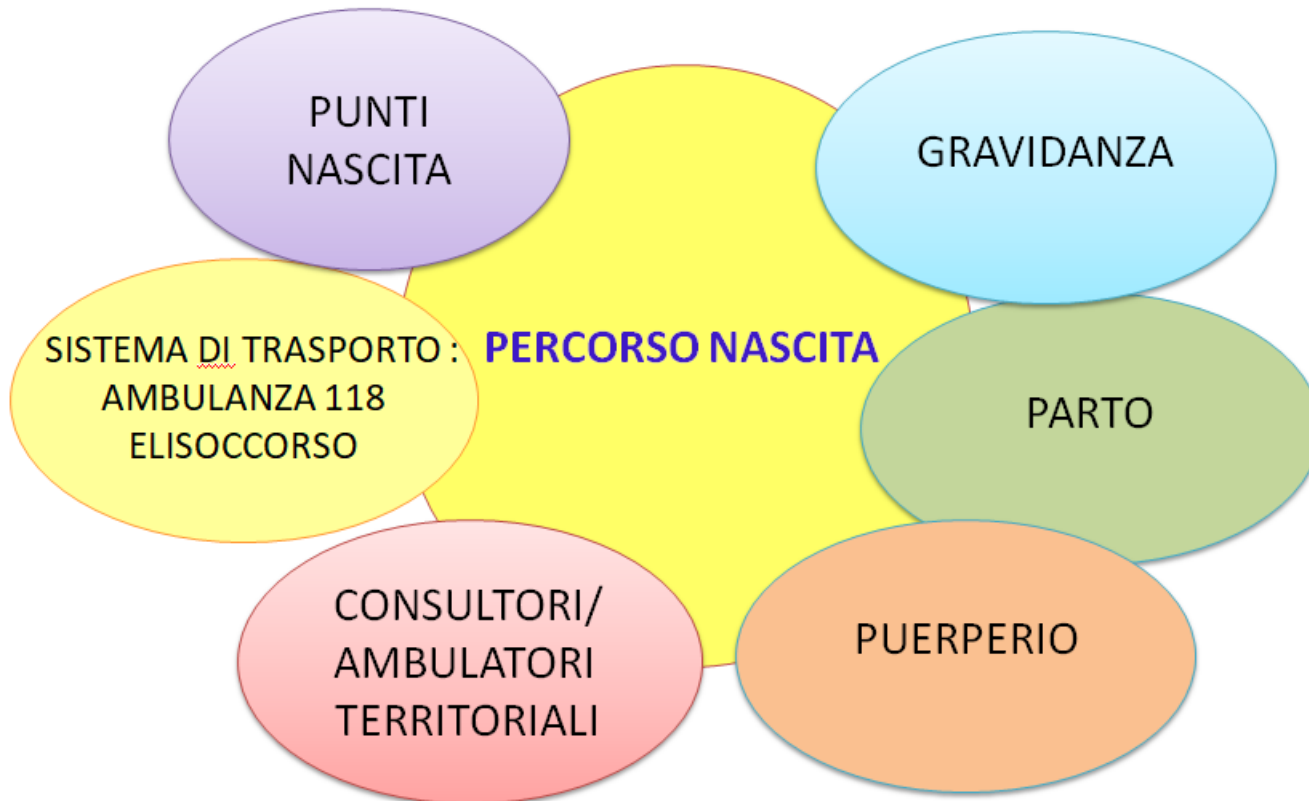 PUNTI
NASCITA
GRAVIDANZA
SISTEMA DI TRASPORTO :
AMBULANZA 118
ELISOCCORSO
PERCORSO NASCITA
PARTO
CONSULTORI/
AMBULATORI
TERRITORIALI
PUERPERIO